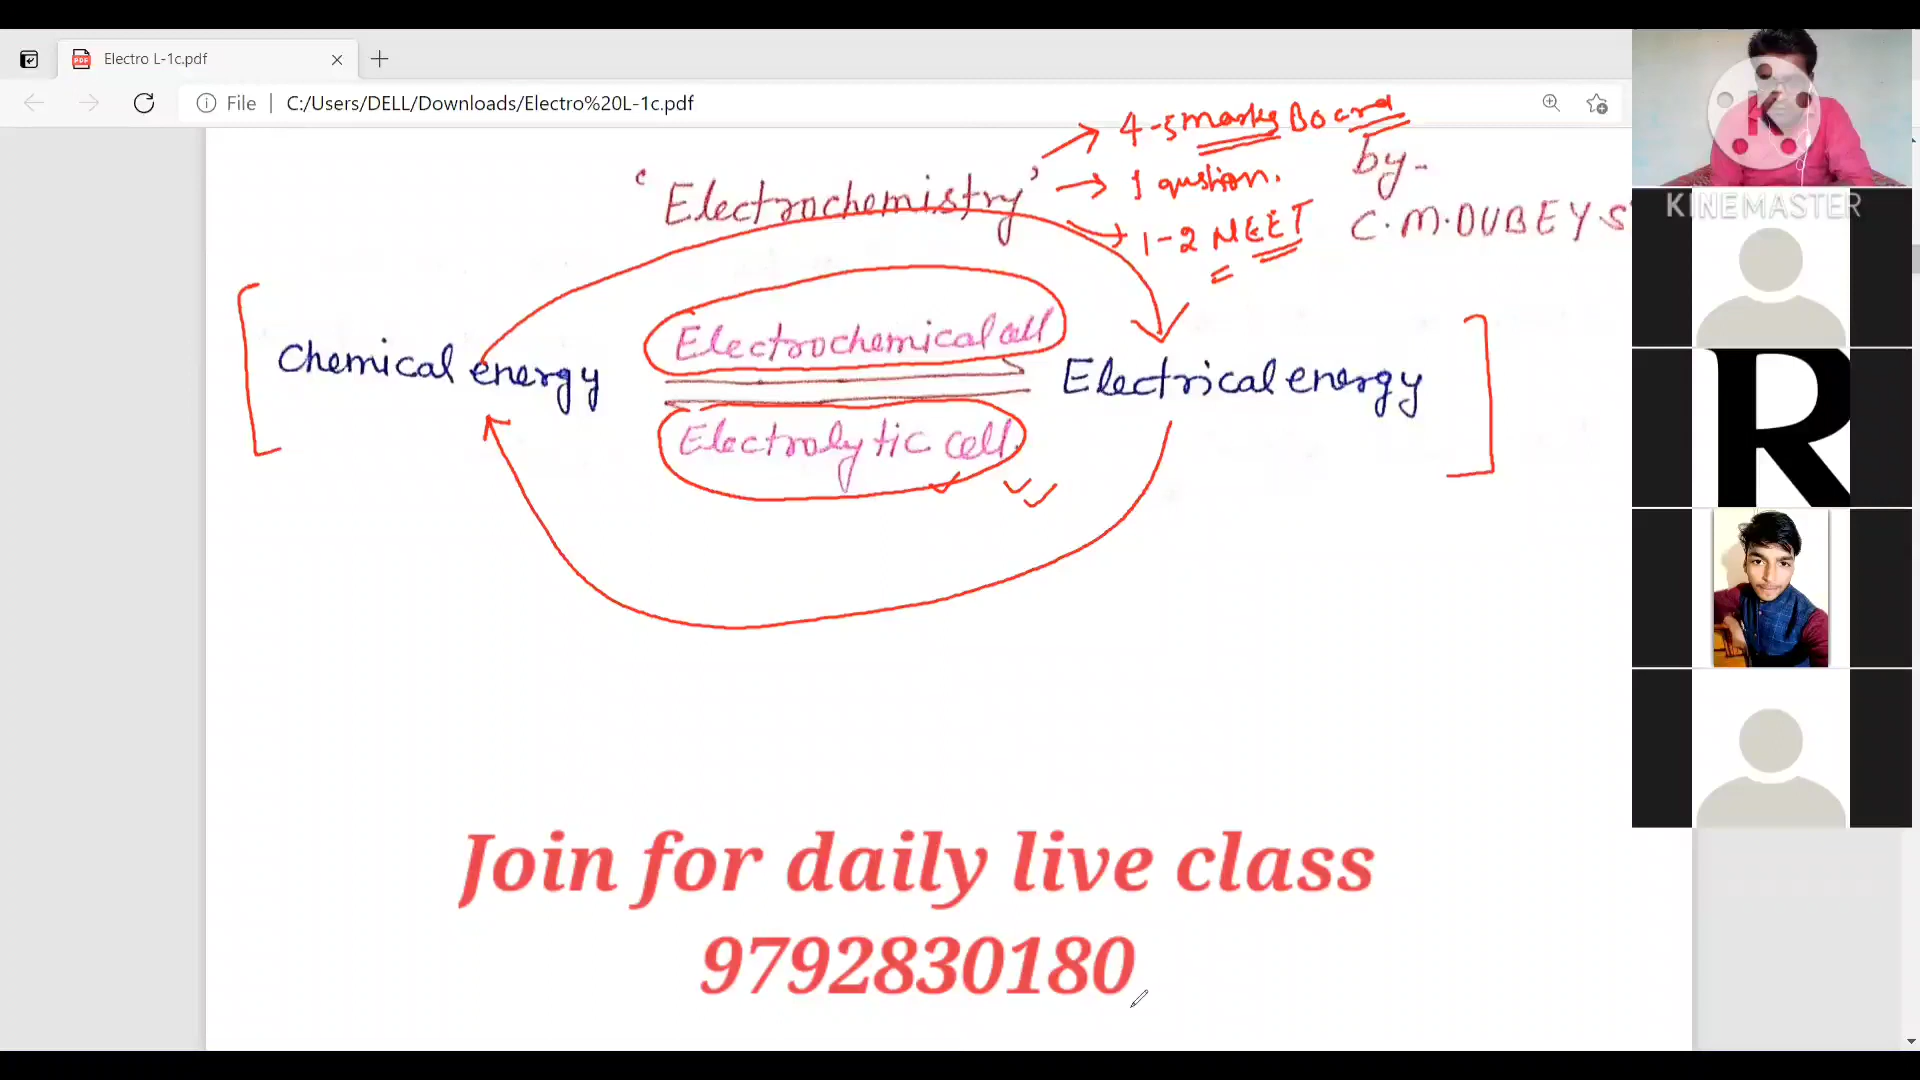 Electro L-1c.pdf
File | C:/Users/DELL/Downloads/Electro%20L-1c.pdf
K
KINEMASTER
4-5 marks Board
'Electrochemistry'
1 question.
by-
1-2 NEET
C.M.DUBEY S
Electrochemical cell
Chemical energy
Electrical energy
Electrolytic cell.
R
Join for daily live class
9792830180